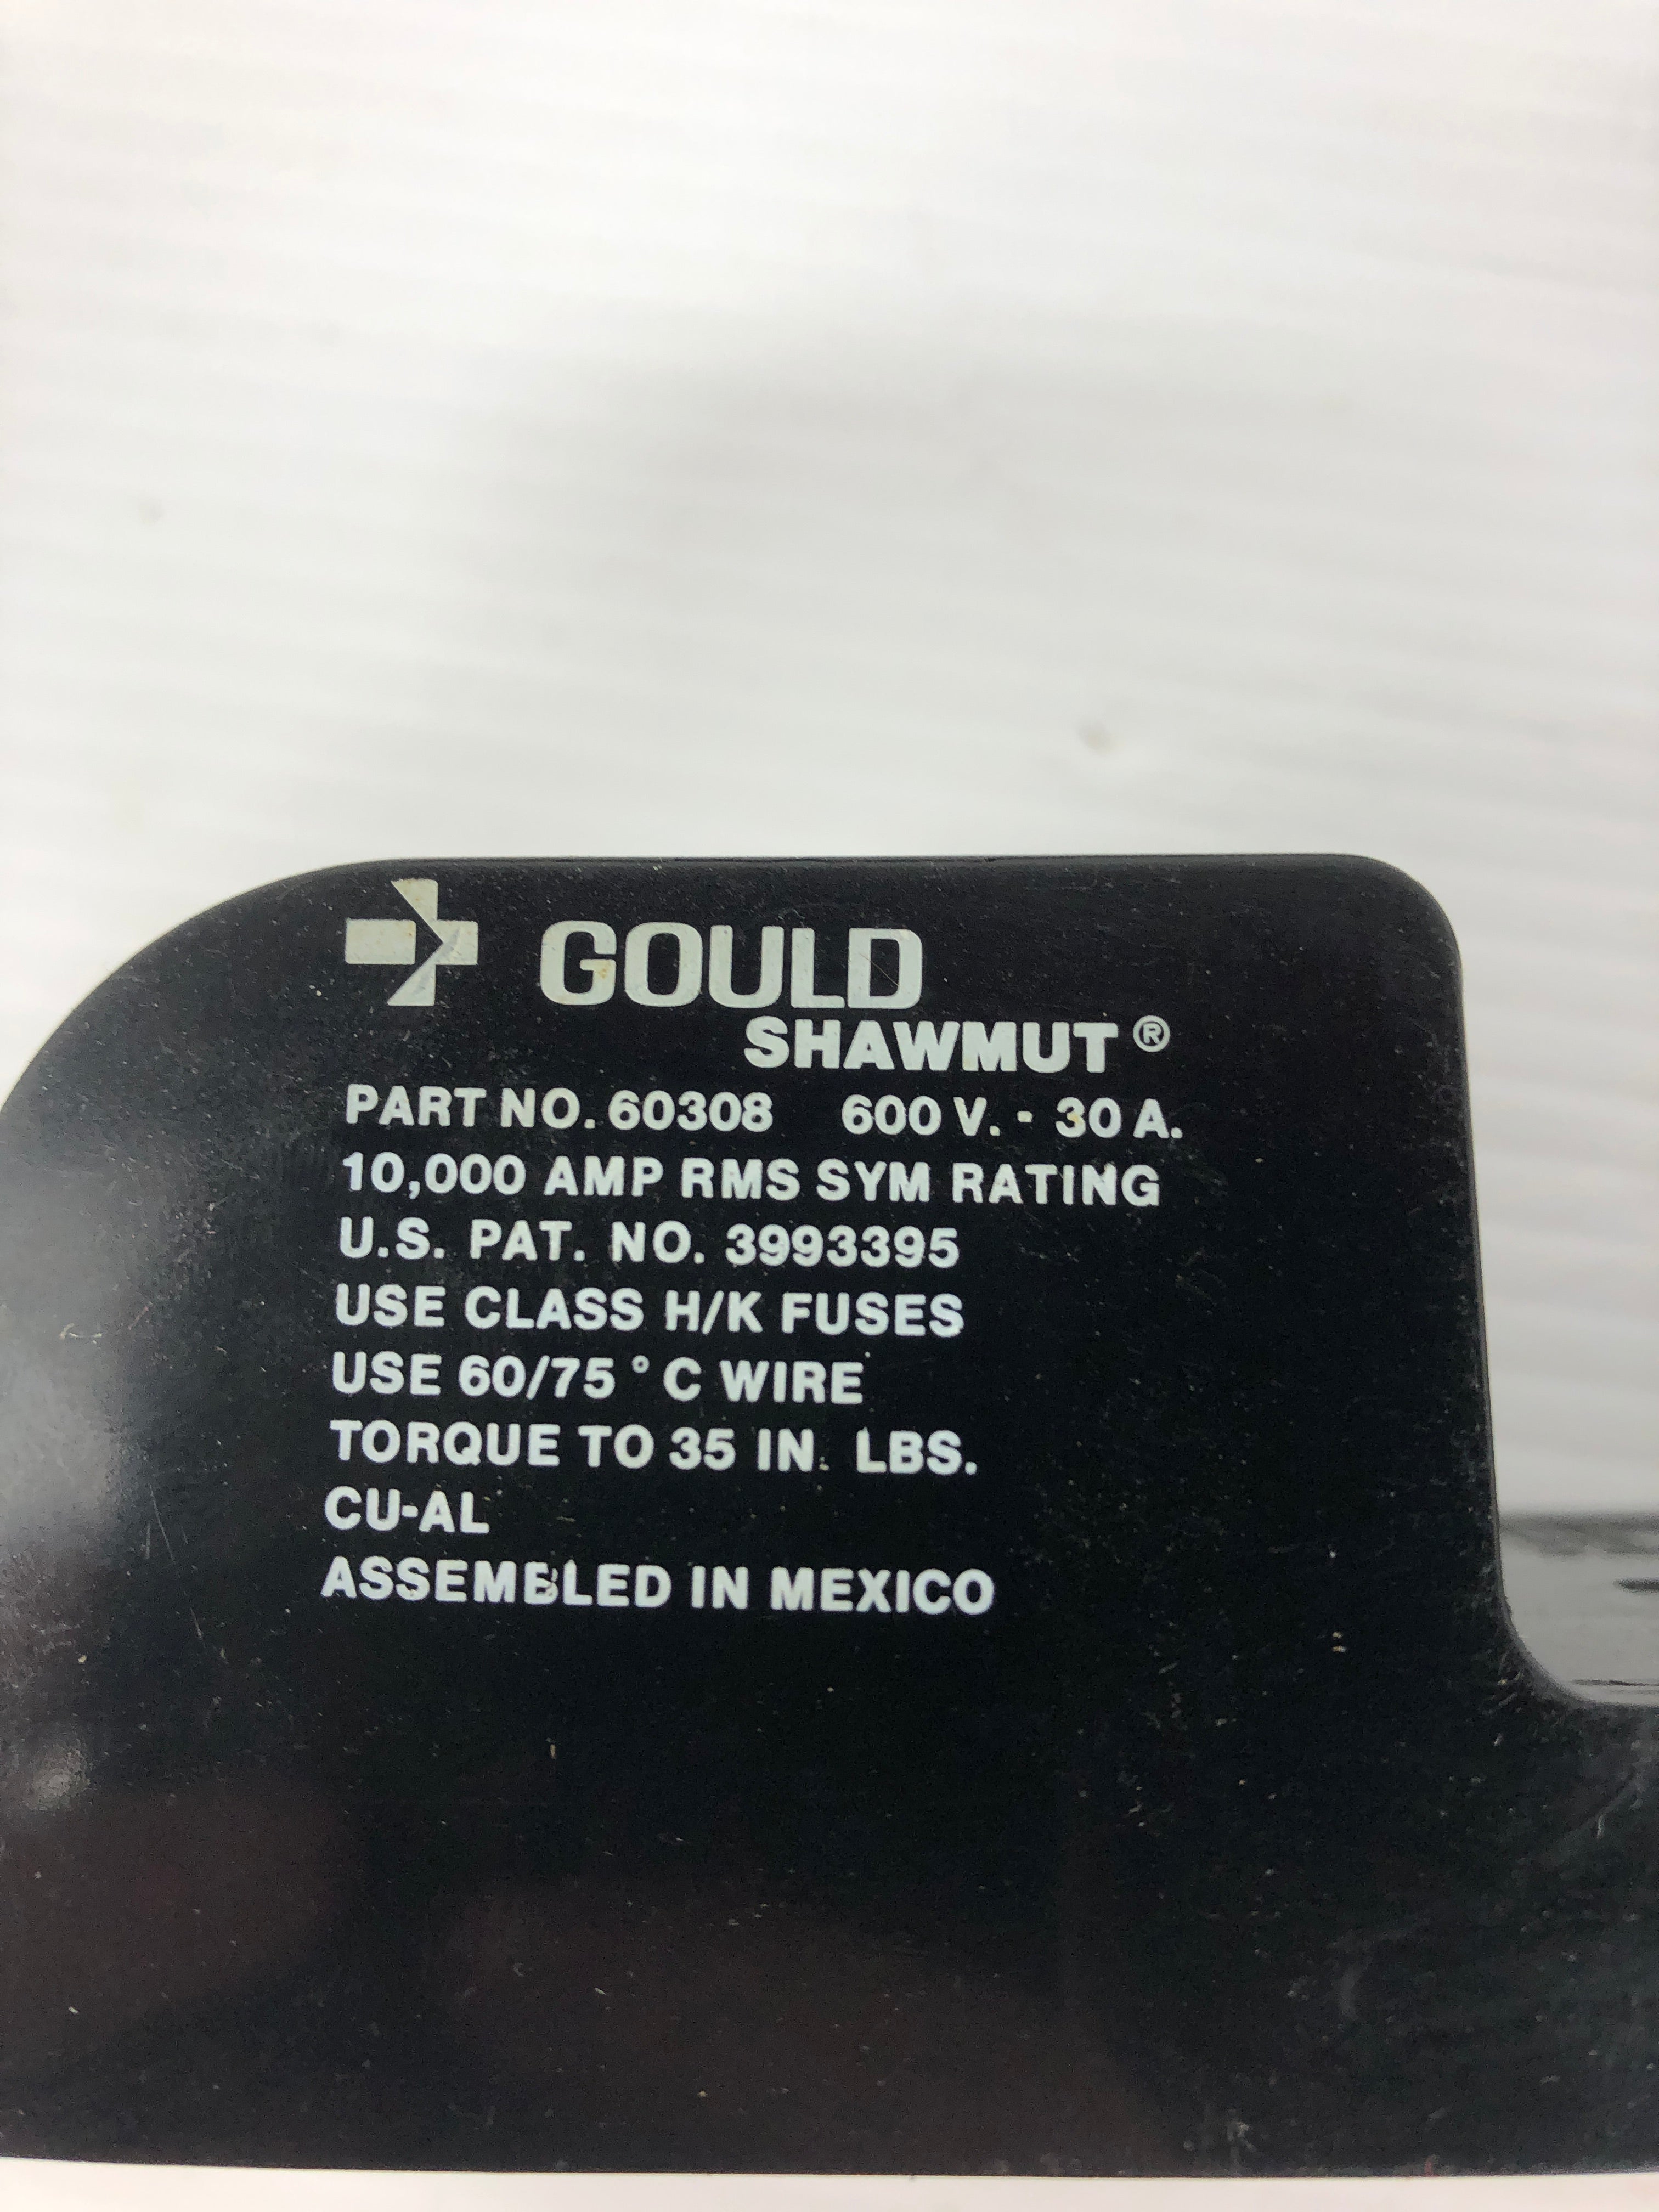 GOULD
SHAWMUT®
PART NO. 60308 600 V. - 30 A.
10,000 AMP RMS SYM RATING
U.S. PAT. NO. 3993395
USE CLASS H/K FUSES
USE 60/75 ° C WIRE
TORQUE TO 35 IN. LBS.
CU-AL
ASSEMBLED IN MEXICO